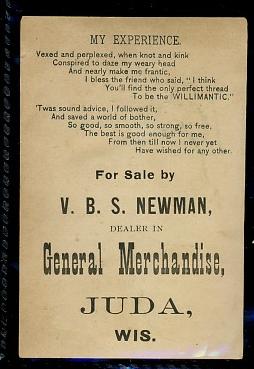 MY EXPERIENCE.
Vexed and perplexed, when knot and kink
Conspired to daze my weary head
And nearly make me frantic,
I bless the friend who said, "I think
You'll find the only perfect thread
To be the "WILLIMANTIC."
'Twas sound advice, I followed it,
And saved a world of bother,
So good, so smooth, so strong, so free,
The best is good enough for me,
From then till now I never yet
Have wished for any other.
For Sale by
V. B. S. NEWMAN,
DEALER IN
General Merchandise,
JUDA,
WIS.